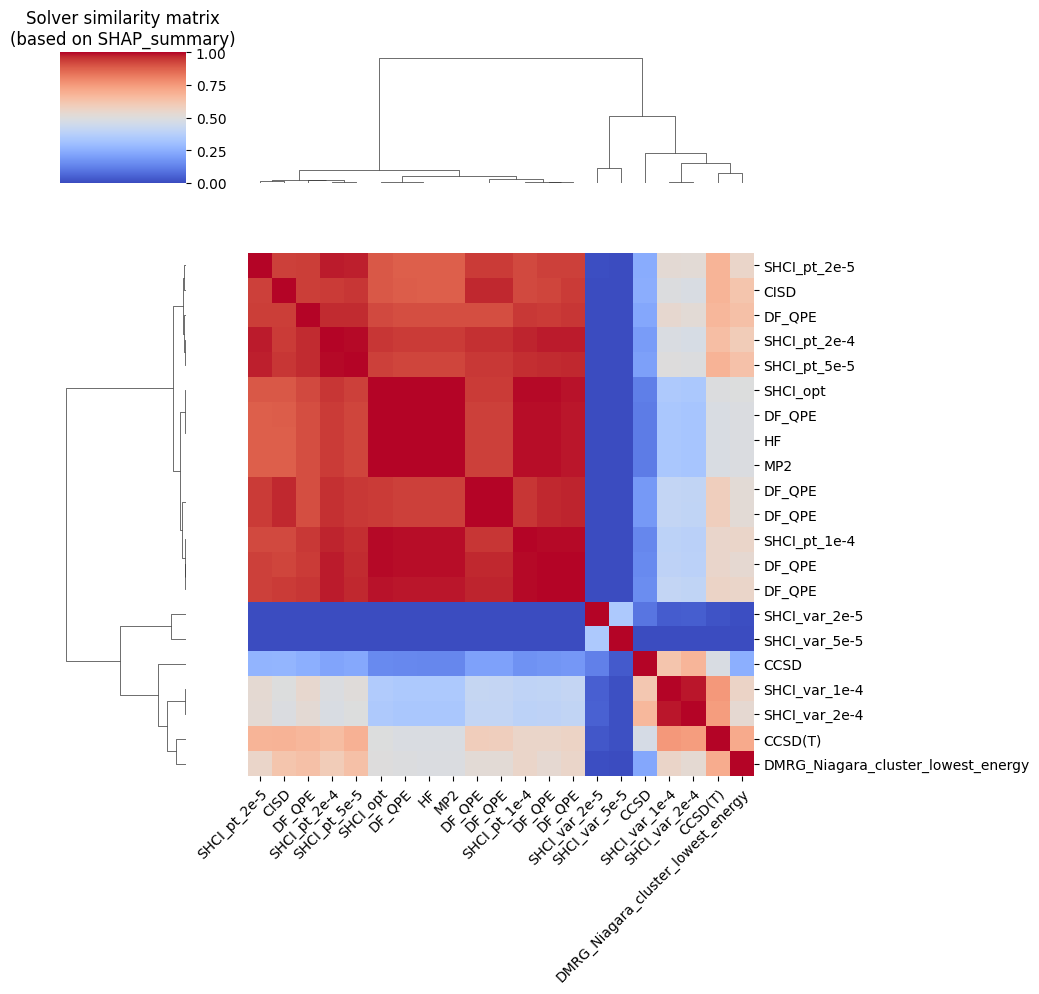 Solver similarity matrix
(based on SHAP_summary)
1.00
0.75
0.50
0.25
0.00
SHCI_pt_2e-5
CISD
DF_QPE
SHCI_pt_2e-4
SHCI_pt_5e-5
SHCI_opt
DF_QPE
HF
MP2
DF_QPE
DF_QPE
SHCI_pt_1e-4
DF_QPE
DF_QPE
SHCI_var_2e-5
SHCI_var_5e-5
CCSD
SHCI_var_1e-4
SHCI_var_2e-4
CCSD(T)
DMRG_Niagara_cluster_lowest_energy
SHCI_pt_2e-5
CISD
DF_QPE
SHCI_pt_2e-4
SHCI_pt_5e-5
SHCI_opt
DF_QPE
HF
MP2
DF_QPE
DF_QPE
SHCI_pt_1e-4
DF_QPE
DF_QPE
SHCI_var_2e-5
SHCI_var_5e-5
CCSD
SHCI_var_1e-4
SHCI_var_2e-4
CCSD(T)
DMRG_Niagara_cluster_lowest_energy